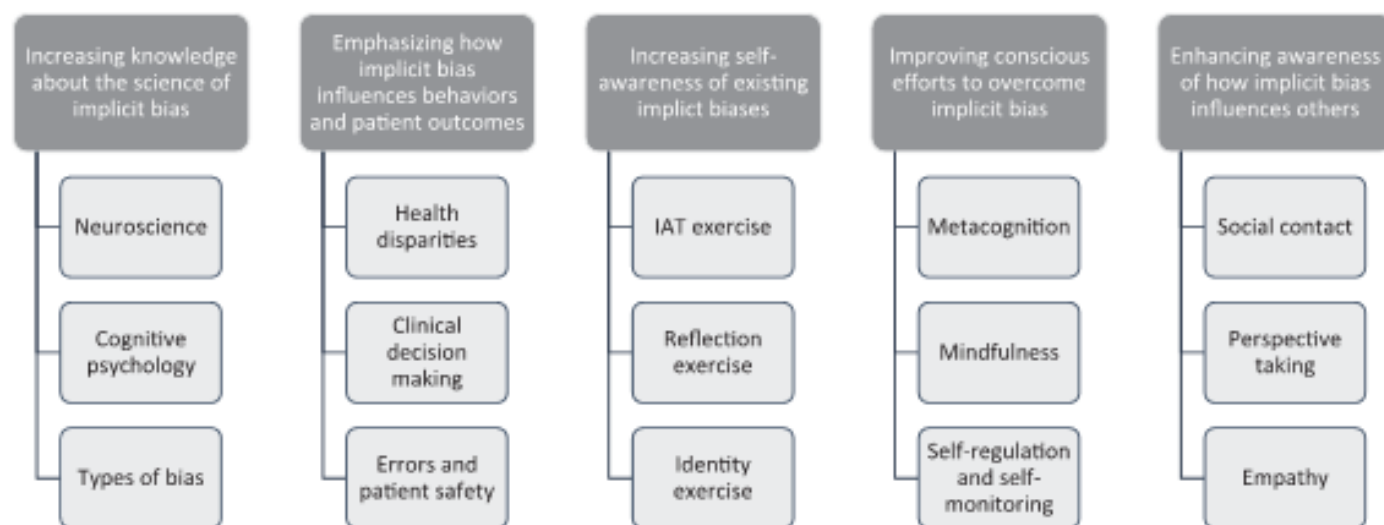 Increasing knowledge
about the science of
implicit bias
Neuroscience
Cognitive
psychology
Types of bias
Emphasizing how
implicit bias
influences behaviors
and patient outcomes
Health
disparities
Clinical
decision
making
Errors and
patient safety
Increasing self-
awareness of existing
implict biases
IAT exercise
Reflection
exercise
Identity
exercise
Improving conscious
efforts to overcome
implicit bias
Metacognition
Mindfulness
Self-regulation
and self-
monitoring
Enhancing awareness
of how implicit bias
influences others
Social contact
Perspective
taking
Empathy